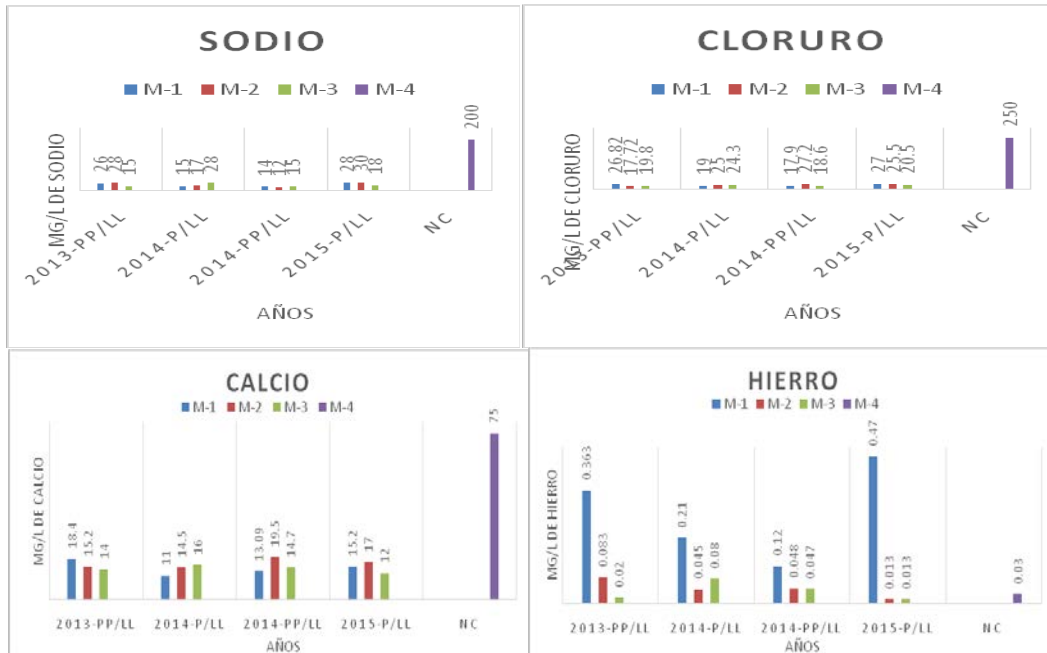 SODIO
M-1 M-2 M-3 M-4
MG/L DE SODIO
26 28 15 15 17 28 14 12 15 28 30 18 200
2013-PP/LL 2014-P/LL 2014-PP/LL 2015-P/LL NC
AÑOS
CLORURO
M-1 M-2 M-3 M-4
MG/L DE CLORURO
26.82 17.72 19.8 19 25 24.3 17.9 27.2 18.6 27 25.5 20.5 250
2013-PP/LL 2014-P/LL 2014-PP/LL 2015-P/LL NC
AÑOS
CALCIO
M-1 M-2 M-3 M-4
MG/L DE CALCIO
18.4 15.2 14 11 14.5 16 13.09 19.5 14.7 15.2 17 12 75
2013-PP/LL 2014-P/LL 2014-PP/LL 2015-P/LL NC
AÑOS
HIERRO
M-1 M-2 M-3 M-4
MG/L DE HIERRO
0.363 0.083 0.02 0.21 0.045 0.08 0.12 0.048 0.047 0.47 0.013 0.013 0.03
2013-PP/LL 2014-P/LL 2014-PP/LL 2015-P/LL NC
AÑOS